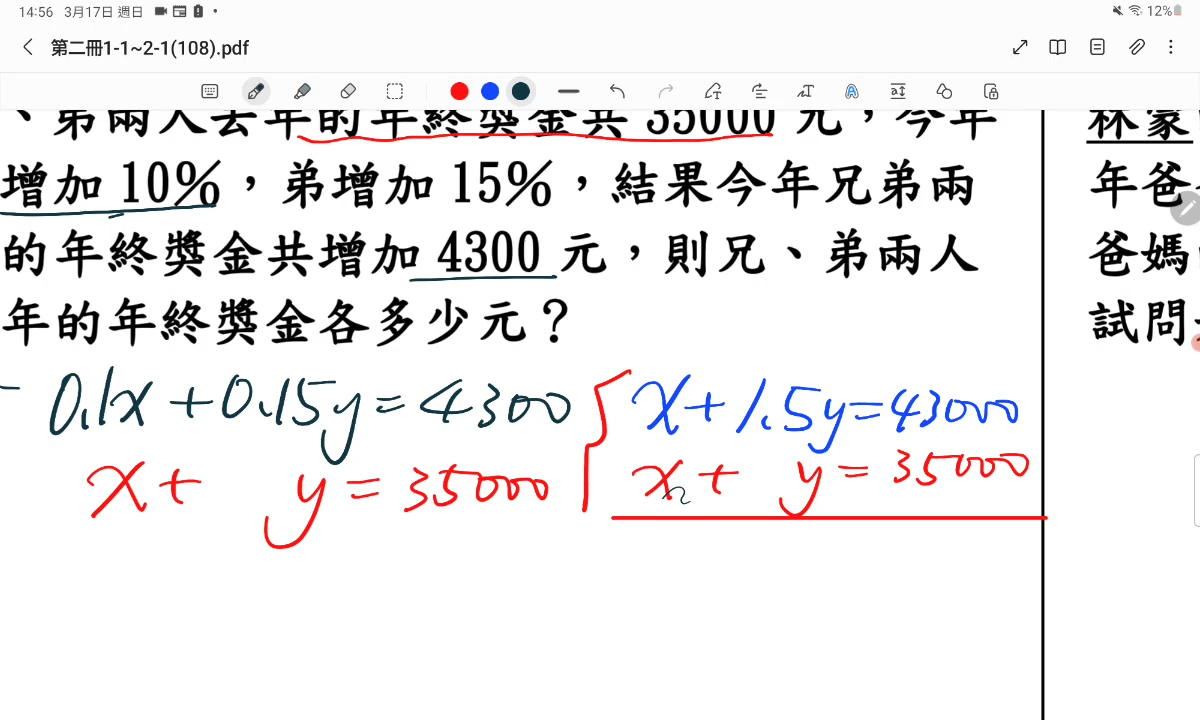 14:56 3月17日 週日
12%
第二冊1-1~2-1(108).pdf
、弟兩人去年的年終獎金共 35000 元，今年
增加 10%，弟增加 15%，結果今年兄弟兩
的年終獎金共增加 4300 元，則兄、弟兩人
年的年終獎金各多少元？
0.1x+0.15y=4300
x+ y=35000
x+1.5y=43000
x+ y=35000
林蒙
年爸
爸媽
試問